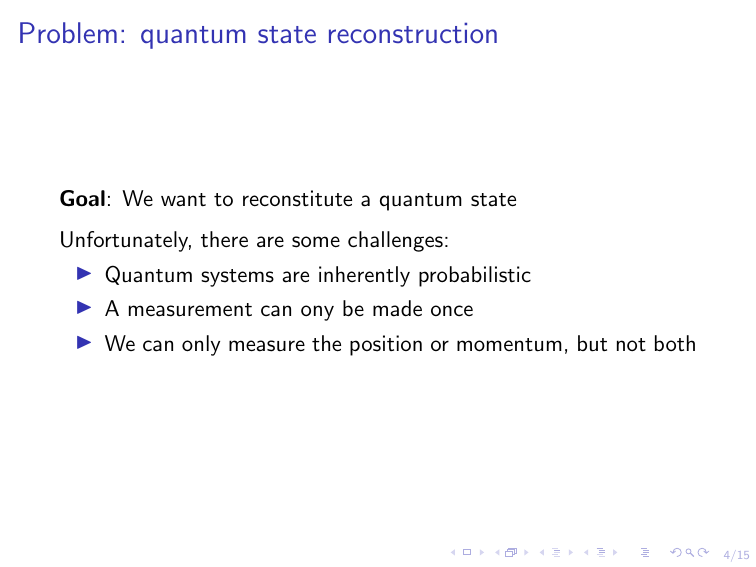 Problem: quantum state reconstruction
Goal: We want to reconstitute a quantum state
Unfortunately, there are some challenges:
Quantum systems are inherently probabilistic
A measurement can ony be made once
We can only measure the position or momentum, but not both
4/15